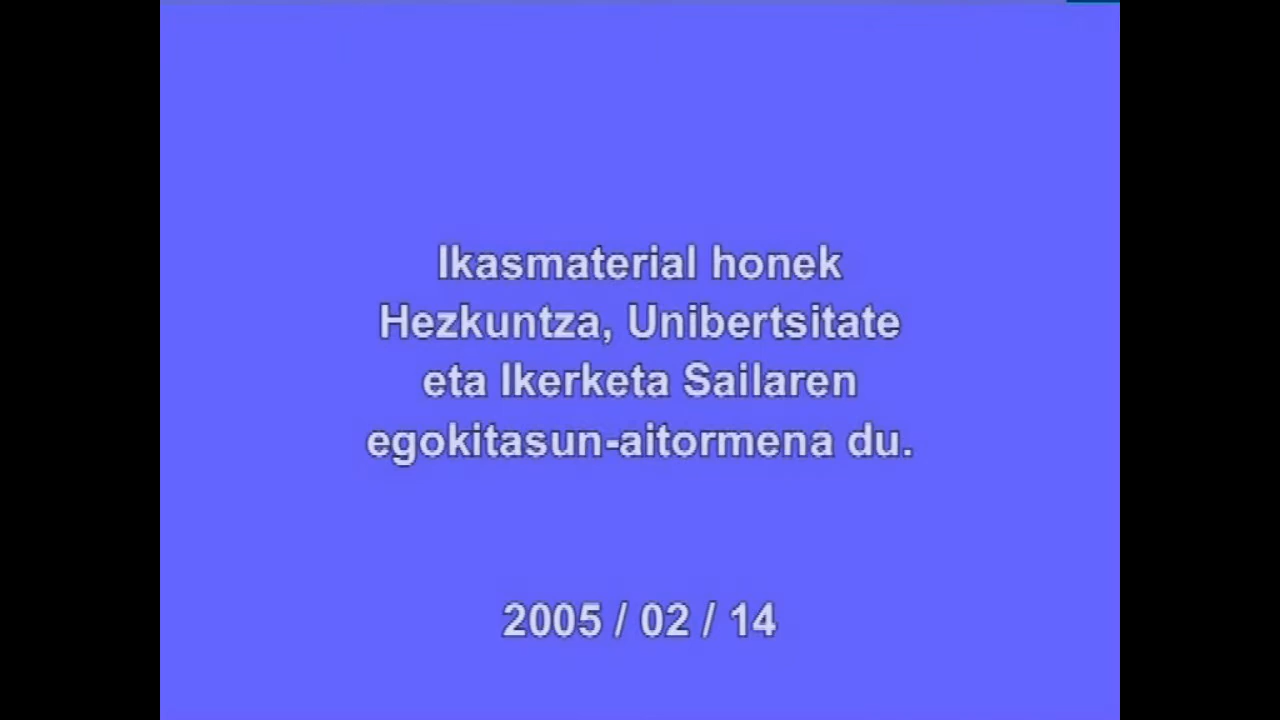 Ikasmaterial honek
Hezkuntza, Unibertsitate
eta Ikerketa Sailaren
egokitasun-aitormena du.
2005 / 02 / 14